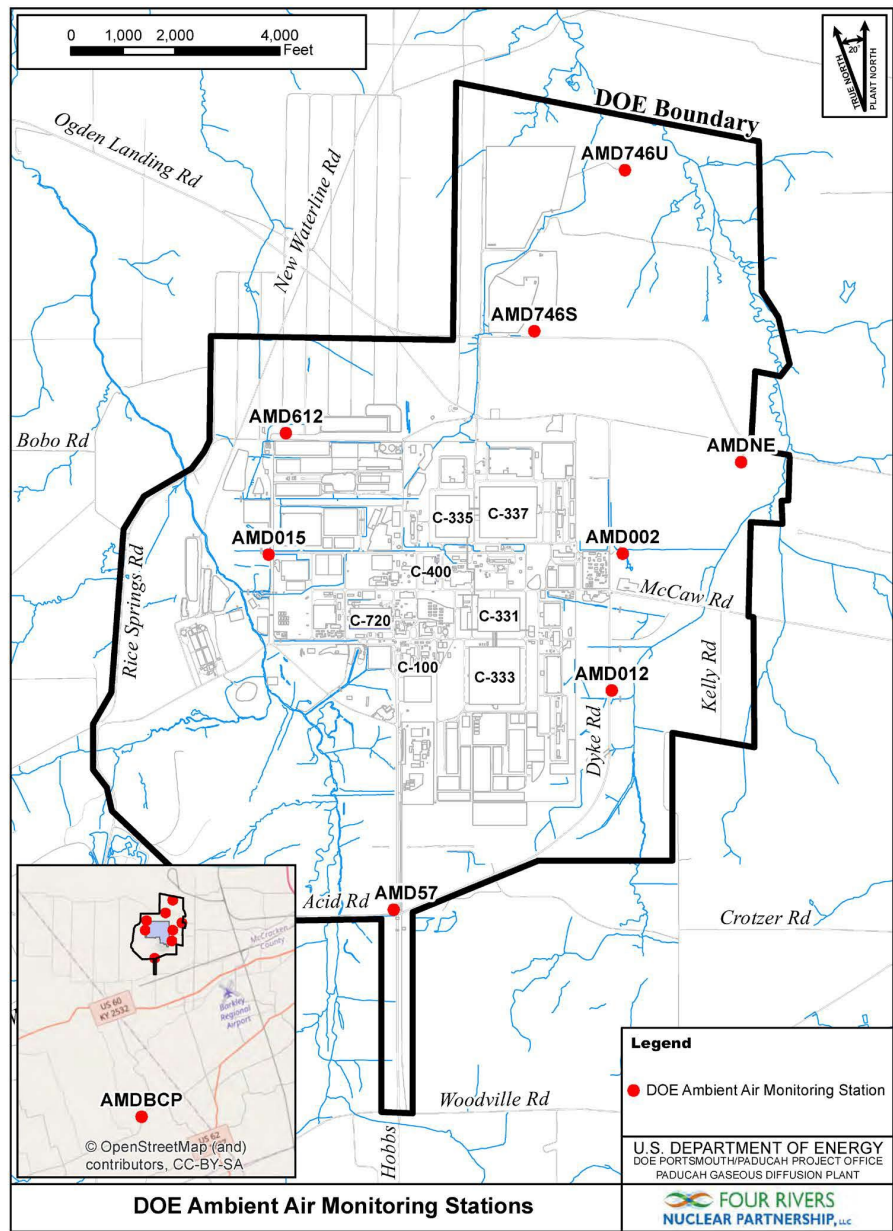 0 1,000 2,000 4,000
Feet
TRUE NORTH
20°
PLANT NORTH
DOE Boundary
Ogden Landing Rd
New Waterline Rd
AMD746U
AMD746S
AMD612
Bobo Rd
AMDNE
C-335
C-337
AMD015
AMD002
C-400
Rice Springs Rd
McCaw Rd
C-720
C-331
C-100
C-333
AMD012
Kelly Rd
Dyke Rd
AMD57
Acid Rd
Crotzer Rd
McCracken
County
US 60
KY 2532
Barkley
Regional
Airport
AMDBCP
US 62
© OpenStreetMap (and)
contributors, CC-BY-SA
Woodville Rd
Hobbs
Legend
DOE Ambient Air Monitoring Station
U.S. DEPARTMENT OF ENERGY
DOE PORTSMOUTH/PADUCAH PROJECT OFFICE
PADUCAH GASEOUS DIFFUSION PLANT
DOE Ambient Air Monitoring Stations
FOUR RIVERS
NUCLEAR PARTNERSHIP, LLC